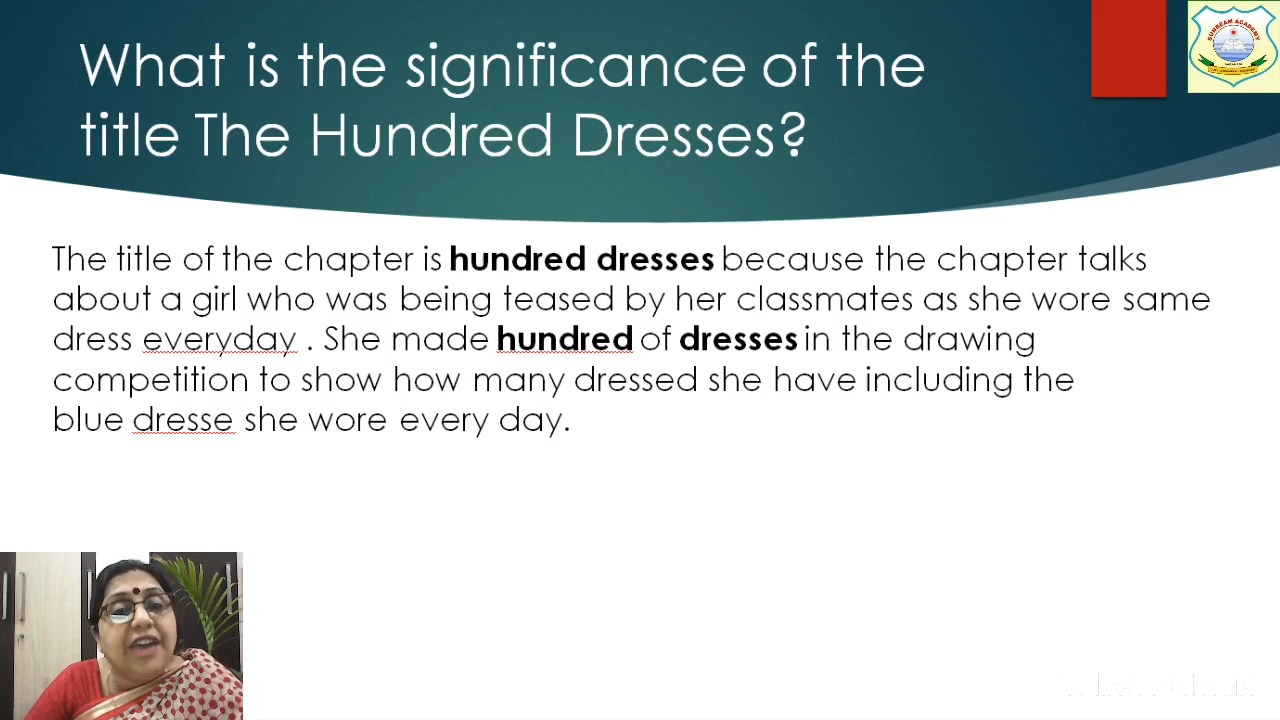 What is the significance of the
title The Hundred Dresses?
SUNBEAM ACADEMY
The title of the chapter is hundred dresses because the chapter talks
about a girl who was being teased by her classmates as she wore same
dress everyday . She made hundred of dresses in the drawing
competition to show how many dressed she have including the
blue dresse she wore every day.